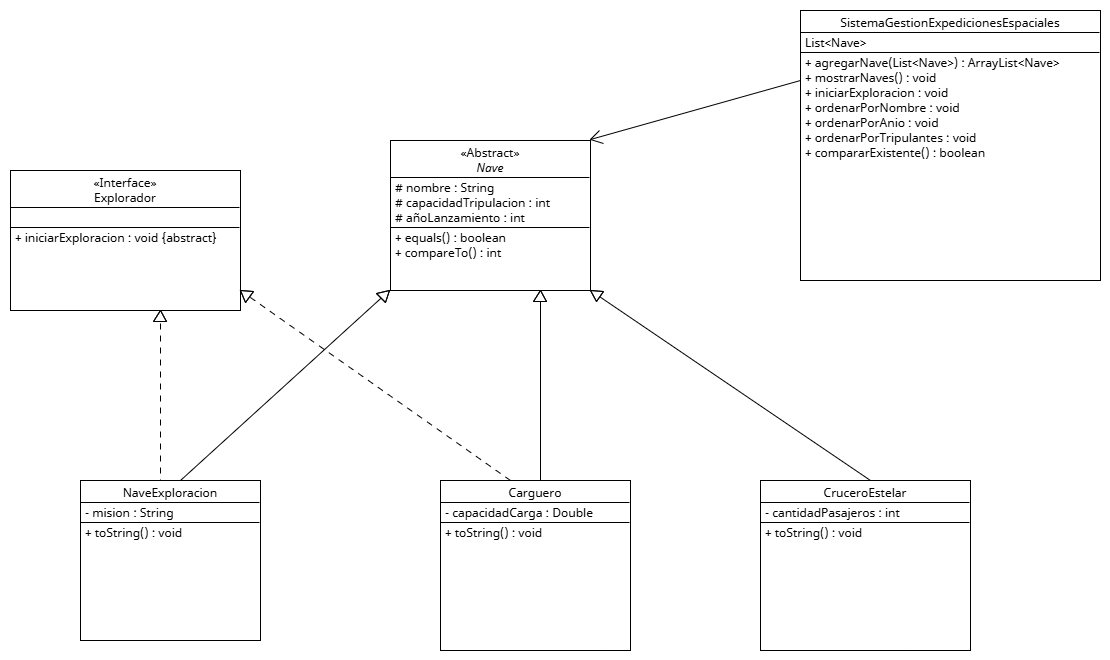 SistemaGestionExpedicionesEspaciales
List<Nave>
+ agregarNave(List<Nave>) : ArrayList<Nave>
+ mostrarNaves() : void
+ iniciarExploracion : void
+ ordenarPorNombre : void
+ ordenarPorAnio : void
+ ordenarPorTripulantes : void
+ compararExistente() : boolean
«Interface»
Explorador
+ iniciarExploracion : void {abstract}
«Abstract»
Nave
# nombre : String
# capacidadTripulacion : int
# añoLanzamiento : int
+ equals() : boolean
+ compareTo() : int
NaveExploracion
- mision : String
+ toString() : void
Carguero
- capacidadCarga : Double
+ toString() : void
CruceroEstelar
- cantidadPasajeros : int
+ toString() : void